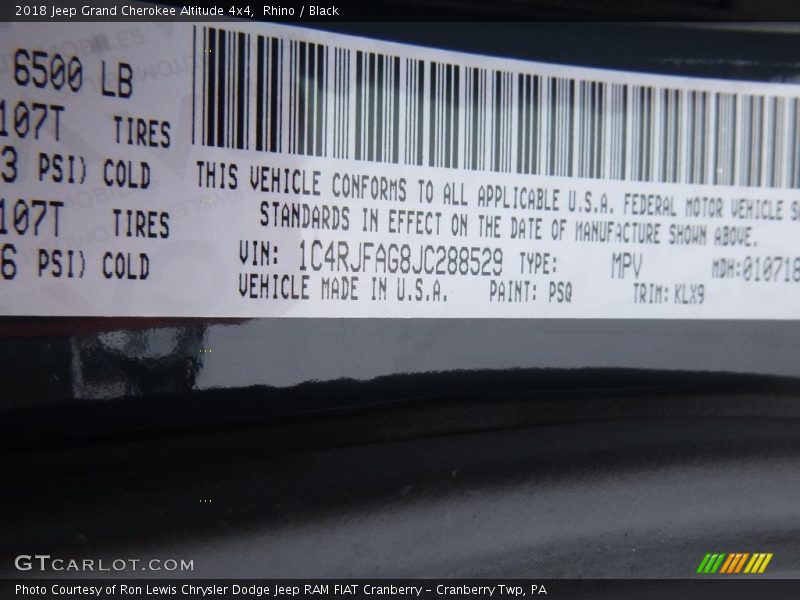 2018 Jeep Grand Cherokee Altitude 4x4, Rhino / Black
6500 LB
107T TIRES
3 PSI) COLD
107T TIRES
6 PSI) COLD
THIS VEHICLE CONFORMS TO ALL APPLICABLE U.S.A. FEDERAL MOTOR VEHICLE
STANDARDS IN EFFECT ON THE DATE OF MANUFACTURE SHOWN ABOVE.
VIN: 1C4RJFAG8JC288529 TYPE: MPV MDH:010718
VEHICLE MADE IN U.S.A. PAINT: PSQ TRIM: KLX9
GTCARLOT.COM
Photo Courtesy of Ron Lewis Chrysler Dodge Jeep RAM FIAT Cranberry – Cranberry Twp, PA